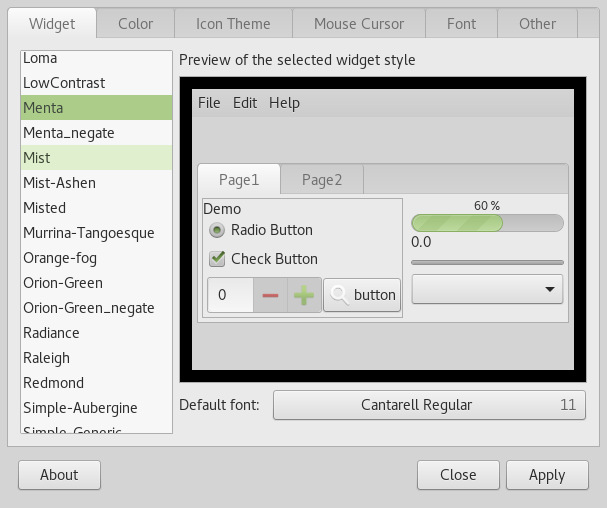 Widget Color Icon Theme Mouse Cursor Font Other
Loma
LowContrast
Menta
Menta_negate
Mist
Mist-Ashen
Misted
Murrina-Tangoesque
Orange-fog
Orion-Green
Orion-Green_negate
Radiance
Raleigh
Redmond
Simple-Aubergine
Simple-Generic
Preview of the selected widget style
File Edit Help
Page1 Page2
Demo
Radio Button
Check Button
0
button
60 %
0.0
Default font: Cantarell Regular 11
About Close Apply